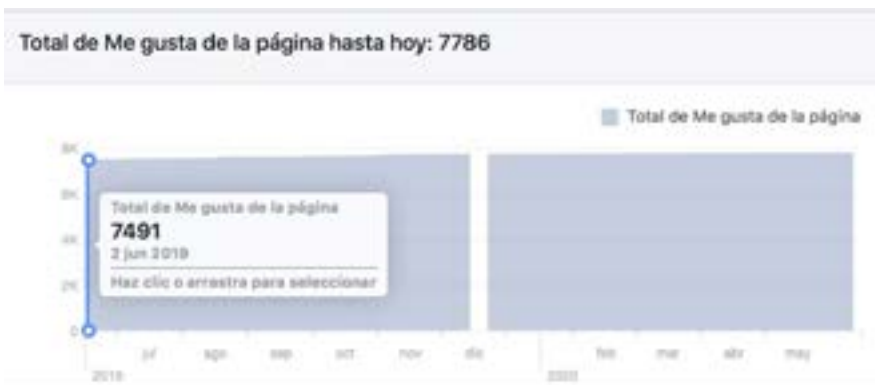 Total de Me gusta de la página hasta hoy: 7786
Total de Me gusta de la página
8K
6K
4K
2K
0
Total de Me gusta de la página
7491
2 jun 2019
Haz clic o arrastra para seleccionar
jul ago sep oct nov dic feb mar abr may
2019 2020